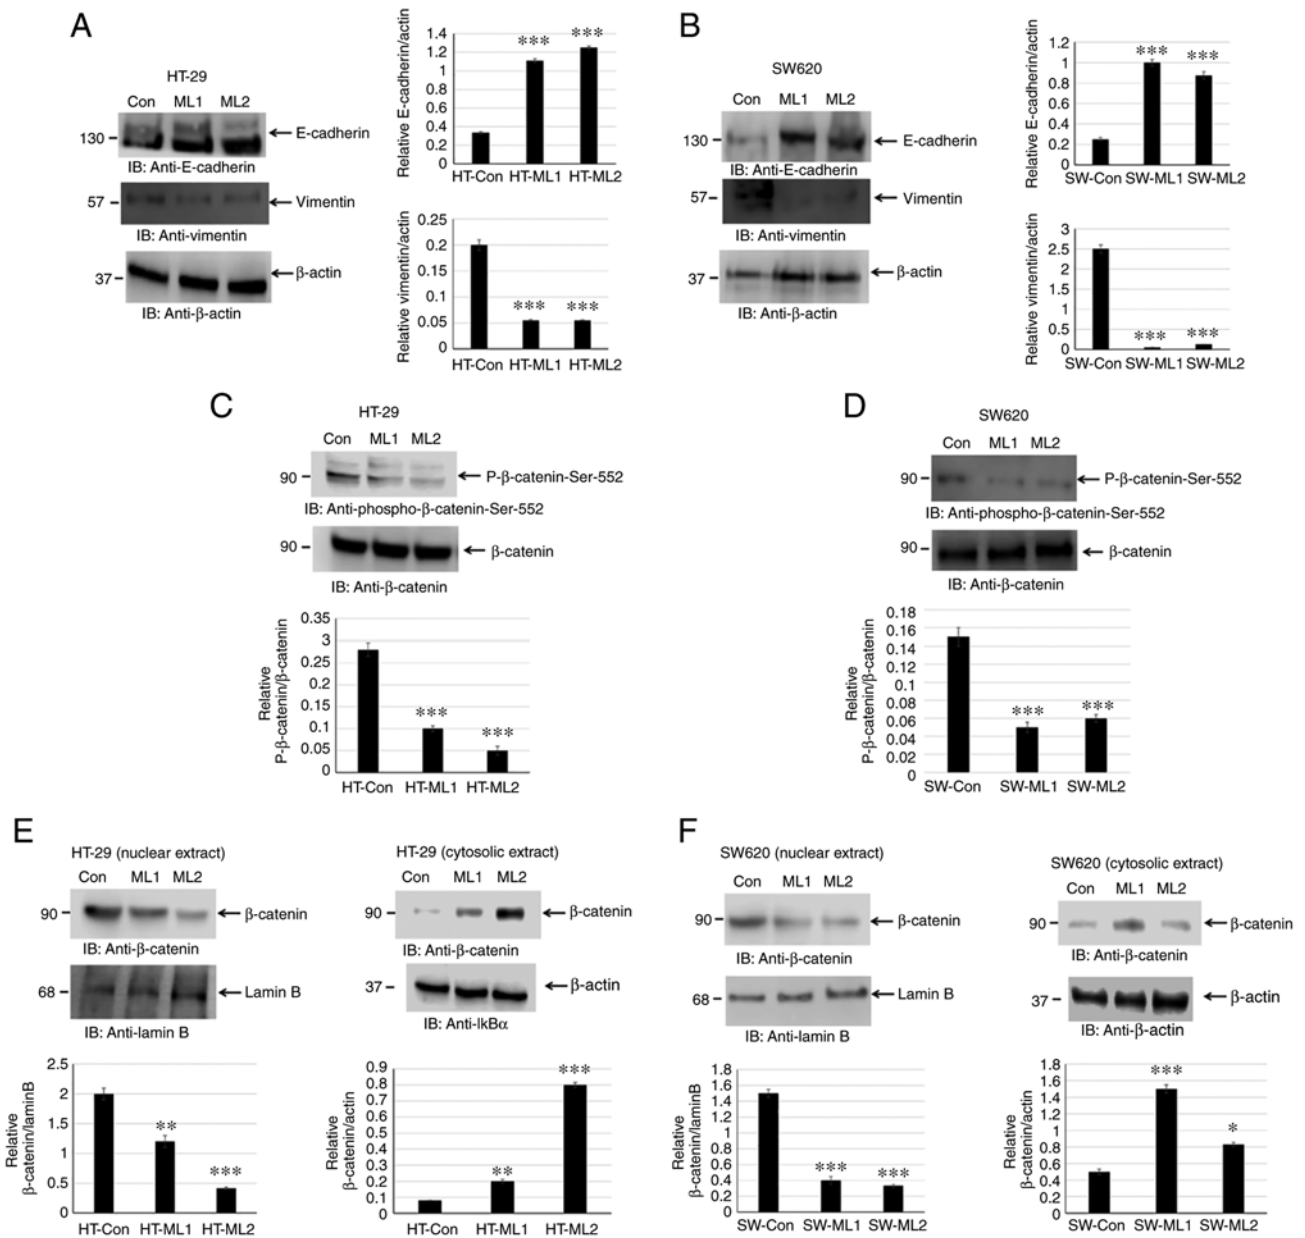 A
HT-29
Con ML1 ML2
130
E-cadherin
IB: Anti-E-cadherin
57
Vimentin
IB: Anti-vimentin
37
β-actin
IB: Anti-β-actin
Relative E-cadherin/actin
1.4
1.2
1
0.8
0.6
0.4
0.2
0
***
***
HT-Con HT-ML1 HT-ML2
Relative vimentin/actin
0.25
0.2
0.15
0.1
0.05
0
***
***
HT-Con HT-ML1 HT-ML2
B
SW620
Con ML1 ML2
130
E-cadherin
IB: Anti-E-cadherin
57
Vimentin
IB: Anti-vimentin
37
β-actin
IB: Anti-β-actin
Relative E-cadherin/actin
1.2
1
0.8
0.6
0.4
0.2
0
***
***
SW-Con SW-ML1 SW-ML2
Relative vimentin/actin
3
2.5
2
1.5
1
0.5
0
***
***
SW-Con SW-ML1 SW-ML2
C
HT-29
Con ML1 ML2
90
P-β-catenin-Ser-552
IB: Anti-phospho-β-catenin-Ser-552
90
β-catenin
IB: Anti-β-catenin
Relative
P-β-catenin/β-catenin
0.35
3
0.25
0.2
0.15
0.1
0.05
0
***
***
HT-Con HT-ML1 HT-ML2
D
SW620
Con ML1 ML2
90
P-β-catenin-Ser-552
IB: Anti-phospho-β-catenin-Ser-552
90
β-catenin
IB: Anti-β-catenin
Relative
P-β-catenin/β-catenin
0.18
0.16
0.14
0.12
0.1
0.08
0.06
0.04
0.02
0
***
***
SW-Con SW-ML1 SW-ML2
E
HT-29 (nuclear extract)
Con ML1 ML2
90
β-catenin
IB: Anti-β-catenin
68
Lamin B
IB: Anti-lamin B
Relative
β-catenin/laminB
2.5
2
1.5
1
0.5
0
**
***
HT-Con HT-ML1 HT-ML2
HT-29 (cytosolic extract)
Con ML1 ML2
90
β-catenin
IB: Anti-β-catenin
37
β-actin
IB: Anti-IkBα
Relative
β-catenin/actin
0.9
0.8
0.7
0.6
0.5
0.4
0.3
0.2
0.1
0
**
***
HT-Con HT-ML1 HT-ML2
F
SW620 (nuclear extract)
Con ML1 ML2
90
β-catenin
IB: Anti-β-catenin
68
Lamin B
IB: Anti-lamin B
Relative
β-catenin/laminB
1.8
1.6
1.4
1.2
1
0.8
0.6
0.4
0.2
0
***
***
SW-Con SW-ML1 SW-ML2
SW620 (cytosolic extract)
Con ML1 ML2
90
β-catenin
IB: Anti-β-catenin
37
β-actin
IB: Anti-β-actin
Relative
β-catenin/actin
1.8
1.6
1.4
1.2
1
0.8
0.6
0.4
0.2
0
***
*
SW-Con SW-ML1 SW-ML2